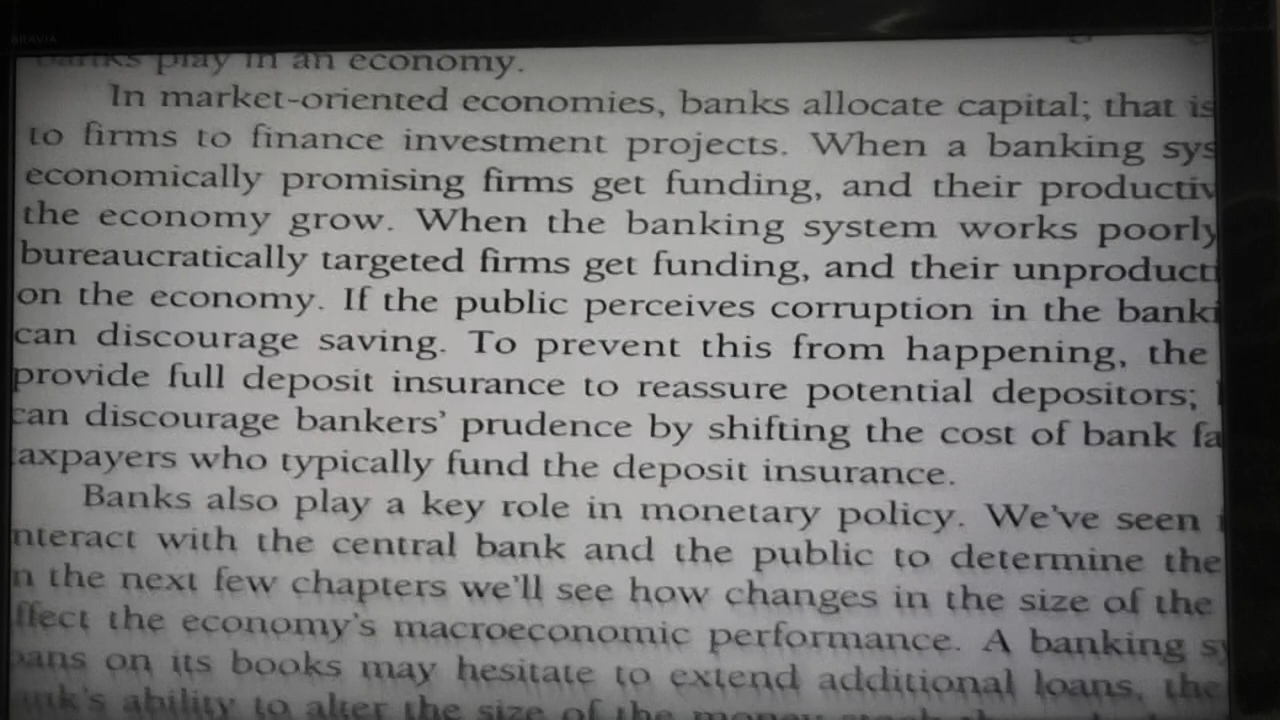 BRAVIA
banks play in an economy.
In market-oriented economies, banks allocate capital; that is
to firms to finance investment projects. When a banking sys
economically promising firms get funding, and their productiv
the economy grow. When the banking system works poorly
bureaucratically targeted firms get funding, and their unproducti
on the economy. If the public perceives corruption in the banki
can discourage saving. To prevent this from happening, the
provide full deposit insurance to reassure potential depositors;
can discourage bankers' prudence by shifting the cost of bank fa
axpayers who typically fund the deposit insurance.
Banks also play a key role in monetary policy. We've seen
nteract with the central bank and the public to determine the
n the next few chapters we'll see how changes in the size of the
ffect the economy's macroeconomic performance. A banking sy
oans on its books may hesitate to extend additional loans, the
nk's ability to alter the size of the money